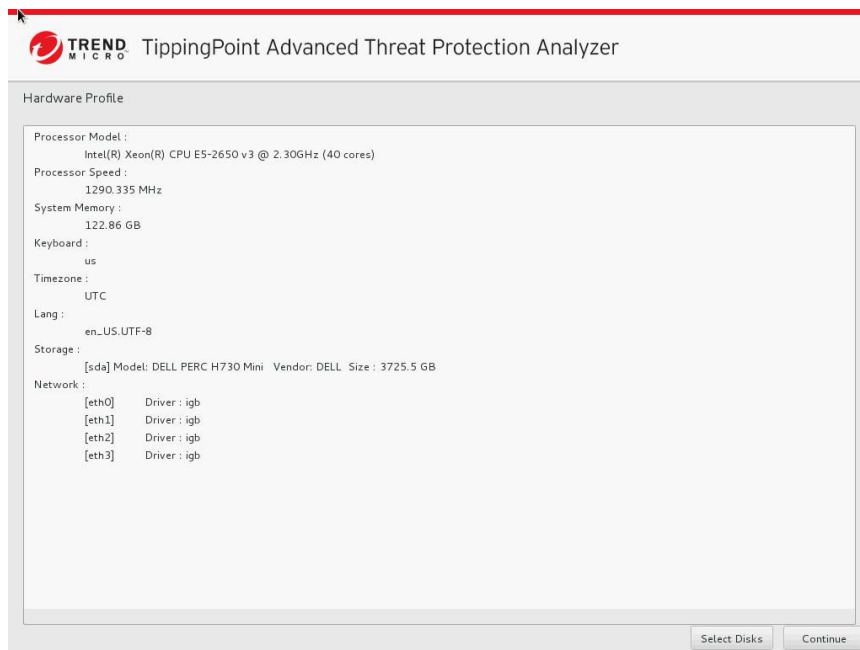 TREND MICRO TippingPoint Advanced Threat Protection Analyzer
Hardware Profile
Processor Model :
Intel(R) Xeon(R) CPU E5-2650 v3 @ 2.30GHz (40 cores)
Processor Speed :
1290.335 MHz
System Memory :
122.86 GB
Keyboard :
us
Timezone :
UTC
Lang :
en_US.UTF-8
Storage :
[sda] Model: DELL PERC H730 Mini Vendor: DELL Size : 3725.5 GB
Network :
[eth0] Driver : igb
[eth1] Driver : igb
[eth2] Driver : igb
[eth3] Driver : igb
Select Disks Continue